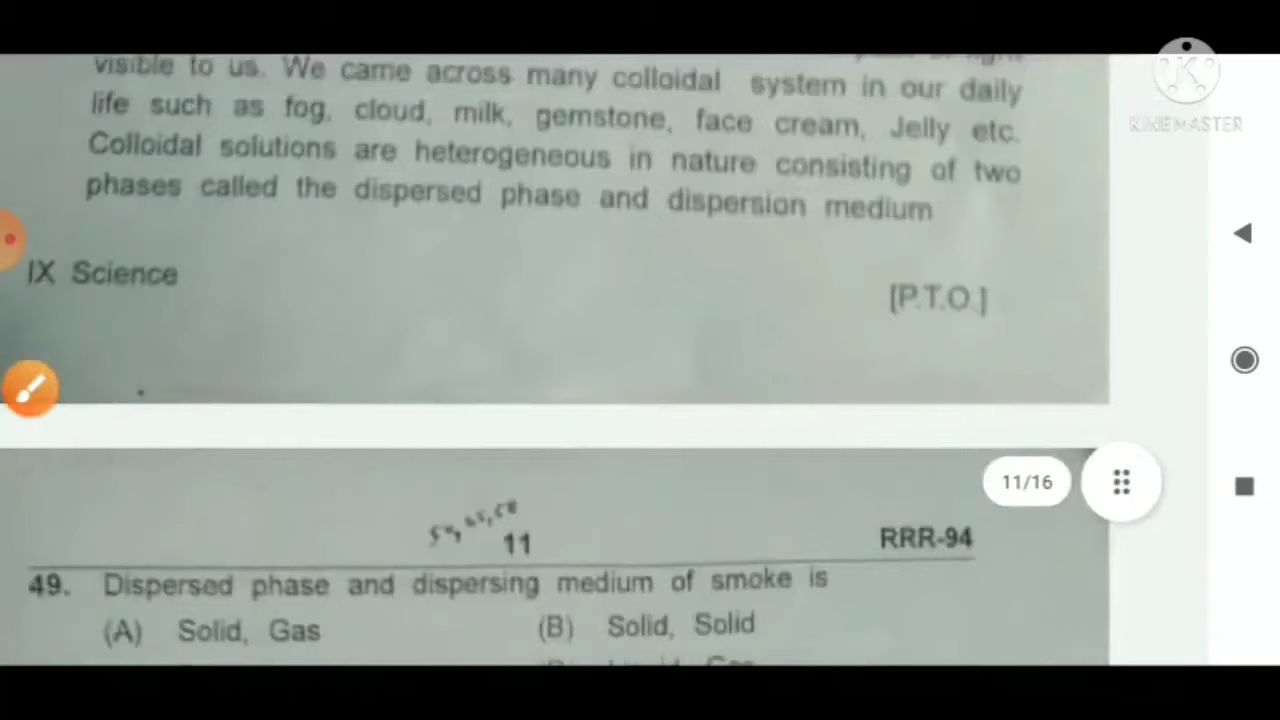 visible to us. We came across many colloidal system in our daily
life such as fog, cloud, milk, gemstone, face cream, Jelly etc.
Colloidal solutions are heterogeneous in nature consisting of two
phases called the dispersed phase and dispersion medium
IX Science
[P.T.O.]
KINEMASTER
11/16
11
RRR-94
49. Dispersed phase and dispersing medium of smoke is
(A) Solid, Gas (B) Solid, Solid